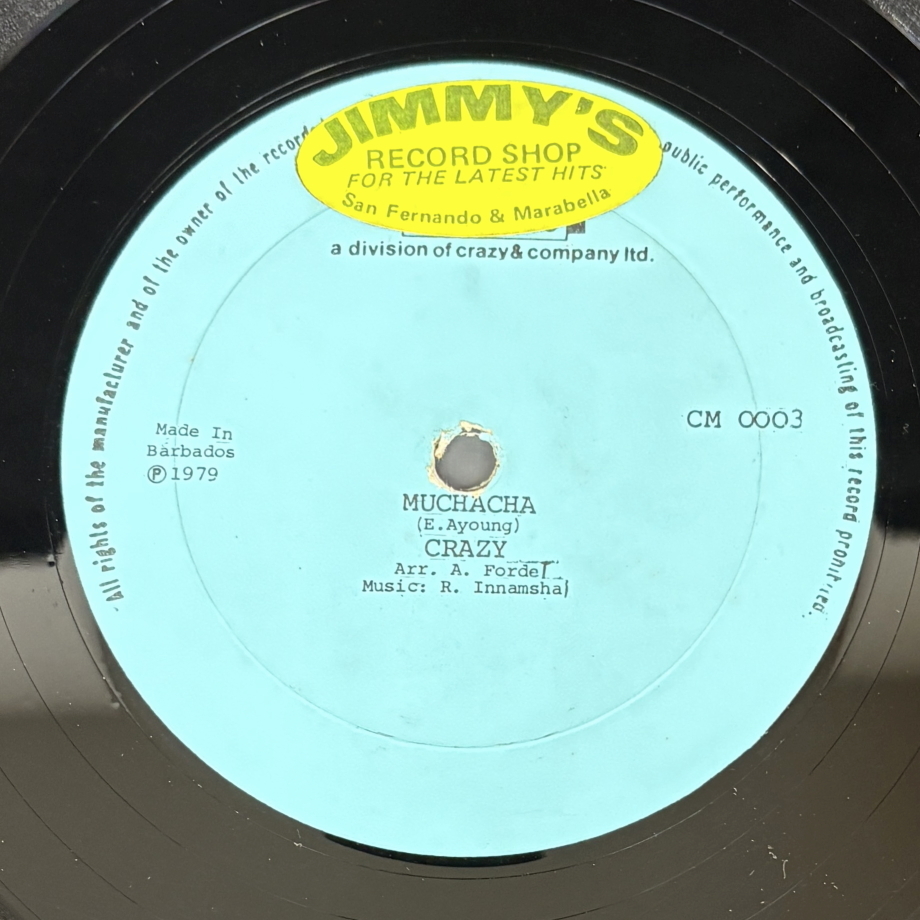 JIMMY'S
RECORD SHOP
FOR THE LATEST HITS
San Fernando & Marabella
a division of crazy & company ltd.
All rights of the manufacturer and of the owner of the record
public performance and broadcasting of this record prohibited.
Made In
Barbados
℗ 1979
CM 0003
MUCHACHA
(E.Ayoung)
CRAZY
Arr. A. Forde
Music: R. Innamsha